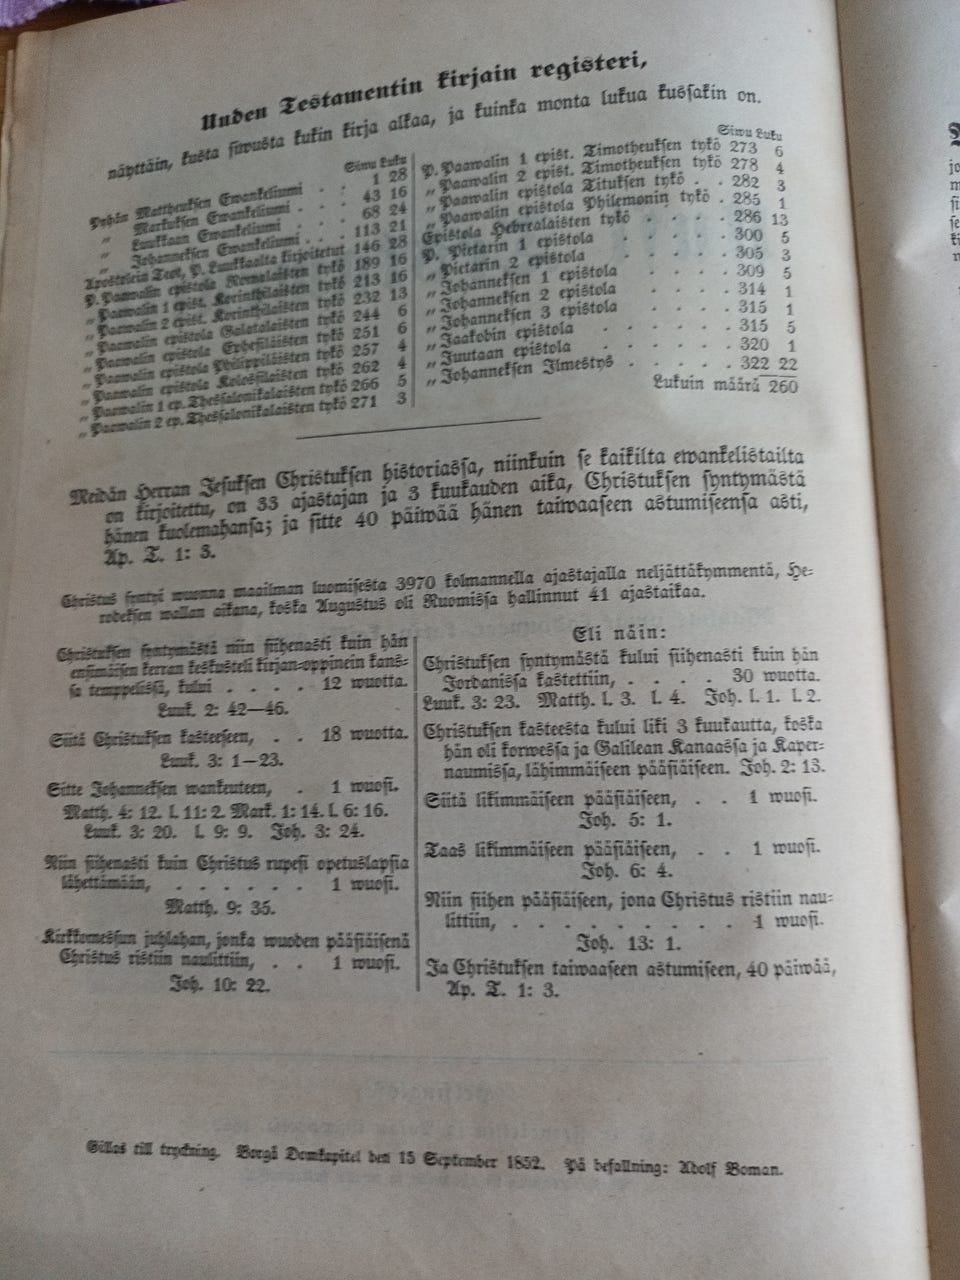 Uuden Testamentin kirjain registeri,
näyttäin, kusta siwusta kukin kirja alkaa, ja kuinka monta lukua kussakin on.
Siwu Luku
Pyhän Mattheuksen Ewankeliumi . . 1 28
„ Markuksen Ewankeliumi . . . 43 16
„ Luukkaan Ewankeliumi . . . 68 24
„ Johanneksen Ewankeliumi . . . 113 21
Apostolein Teot, P. Luukkaalta kirjoitetut 146 28
P. Paawalin epistola Romalaisten tykö 189 16
„ Paawalin 1 epist. Korinthilaisten tykö 213 16
„ Paawalin 2 epist. Korinthilaisten tykö 232 13
„ Paawalin epistola Galatalaisten tykö 244 6
„ Paawalin epistola Ephesiläisten tykö 251 6
„ Paawalin epistola Philippiläisten tykö 257 4
„ Paawalin epistola Kolossilaisten tykö 262 4
„ Paawalin 1 ep. Thessalonikalaisten tykö 266 5
„ Paawalin 2 ep. Thessalonikalaisten tykö 271 3
Siwu Luku
P. Paawalin 1 epist. Timotheuksen tykö 273 6
„ Paawalin 2 epist. Timotheuksen tykö 278 4
„ Paawalin epistola Tituksen tykö . . 282 3
„ Paawalin epistola Philemonin tykö . 285 1
Epistola Hebrealaisten tykö . . . . 286 13
P. Pietarin 1 epistola . . . . . 300 5
„ Pietarin 2 epistola . . . . . 305 3
„ Johanneksen 1 epistola . . . . 309 5
„ Johanneksen 2 epistola . . . . 314 1
„ Johanneksen 3 epistola . . . . 315 1
„ Jaakobin epistola . . . . . . 315 5
„ Juutaan epistola . . . . . . 320 1
„ Johanneksen Ilmestys . . . . . 322 22
Lukuin määrä 260
Meidän Herran Jesuksen Christuksen historiassa, niinkuin se kaikilta ewankelistailta
on kirjoitettu, on 33 ajastajan ja 3 kuukauden aika, Christuksen syntymästä
hänen kuolemahansa; ja sitte 40 päiwää hänen taiwaaseen astumiseensa asti,
Ap. T. 1: 3.
Christus syntyi wuonna maailman luomisesta 3970 kolmannella ajastajalla neljättäkymmentä, He-
rodeksen wallan aikana, koska Augustus oli Ruomissa hallinnut 41 ajastaikaa.
Christuksen syntymästä niin siihenasti kuin hän
ensimäisen kerran keskusteli kirjan-oppinein kans-
sa temppelissä, kului . . . . 12 wuotta.
Luuk. 2: 42—46.
Siitä Christuksen kasteeseen, . . 18 wuotta.
Luuk. 3: 1—23.
Sitte Johanneksen wankeuteen, . 1 wuosi.
Matth. 4: 12. l. 11: 2. Mark. 1: 14. l. 6: 16.
Luuk. 3: 20. l. 9: 9. Joh. 3: 24.
Niin siihenasti kuin Christus rupesi opetuslapsia
lähettämään, . . . . . . 1 wuosi.
Matth. 9: 35.
Kirkkomessun juhlahan, jonka wuoden pääsiäisenä
Christus ristiin naulittiin, . . 1 wuosi.
Joh. 10: 22.
Eli näin:
Christuksen syntymästä kului siihenasti kuin hän
Jordanissa kastettiin, . . . . 30 wuotta.
Luuk. 3: 23. Matth. l. 3. l. 4. Joh. l. 1. l. 2.
Christuksen kasteesta kului liki 3 kuukautta, koska
hän oli korwessa ja Galilean Kanaassa ja Kaper-
naumissa, lähimmäiseen pääsiäiseen. Joh. 2: 13.
Siitä likimmäiseen pääsiäiseen, . . 1 wuosi.
Joh. 5: 1.
Taas likimmäiseen pääsiäiseen, . . 1 wuosi.
Joh. 6: 4.
Niin siihen pääsiäiseen, jona Christus ristiin nau-
littiin, . . . . . . . . . 1 wuosi.
Joh. 13: 1.
Ja Christuksen taiwaaseen astumiseen, 40 päiwää,
Ap. T. 1: 3.
Gillas till tryckning. Borgå Domkapitel den 15 September 1852. På befallning: Adolf Boman.